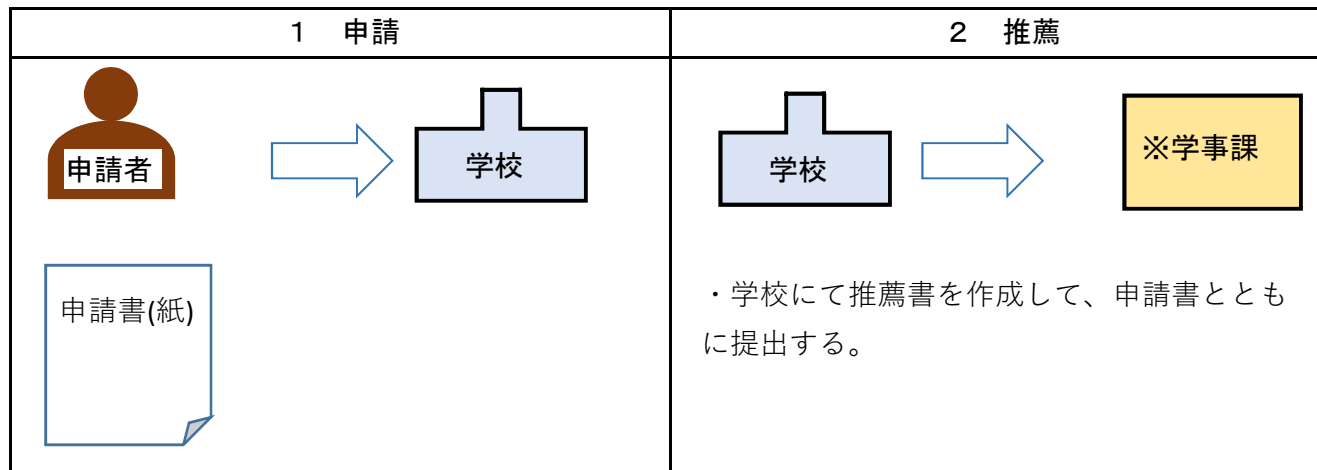 １　申請
２　推薦
申請者
学校
学校
※学事課
申請書(紙)
・学校にて推薦書を作成して、申請書ととも
に提出する。